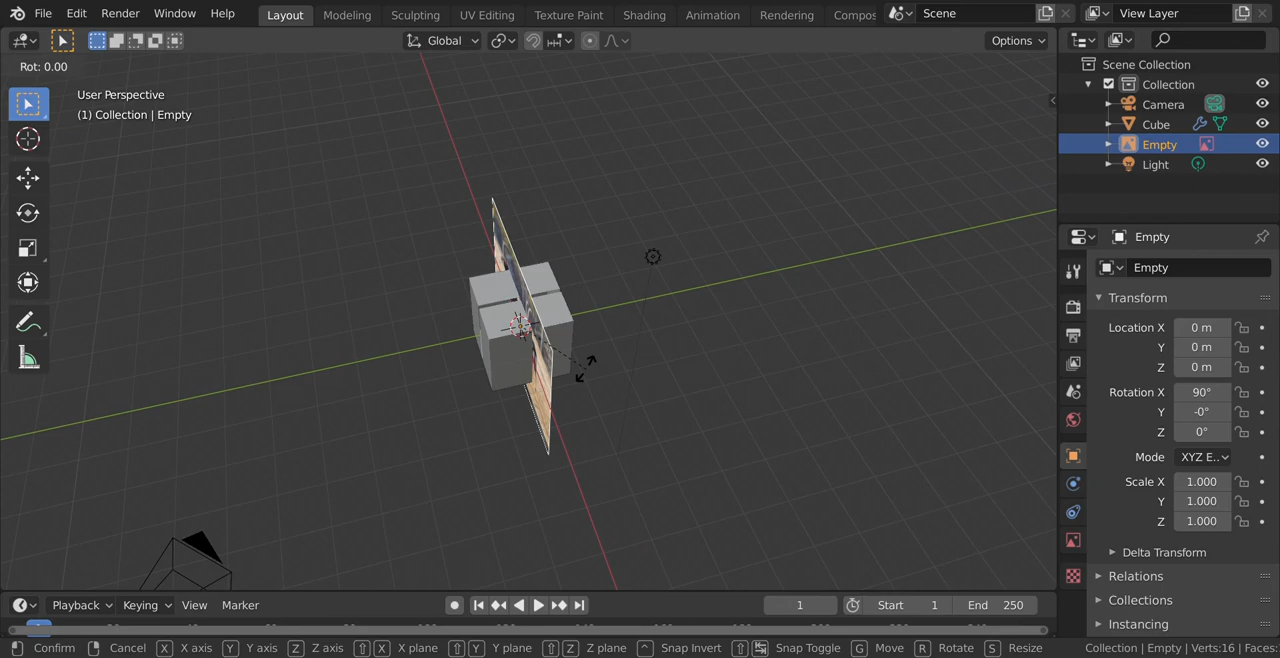 File Edit Render Window Help Layout Modeling Sculpting UV Editing Texture Paint Shading Animation Rendering Compos Scene View Layer
Global Options
Rot: 0.00
User Perspective
(1) Collection | Empty
Scene Collection
Collection
Camera
Cube
Empty
Light
Empty
Empty
Transform
Location X 0 m
Y 0 m
Z 0 m
Rotation X 90°
Y -0°
Z 0°
Mode XYZ E..
Scale X 1.000
Y 1.000
Z 1.000
Delta Transform
Relations
Collections
Instancing
Playback Keying View Marker 1 Start 1 End 250
Confirm Cancel X X axis Y Y axis Z Z axis X X plane Y Y plane Z Z plane ^ Snap Invert Snap Toggle G Move R Rotate S Resize Collection | Empty | Verts:16 | Faces: